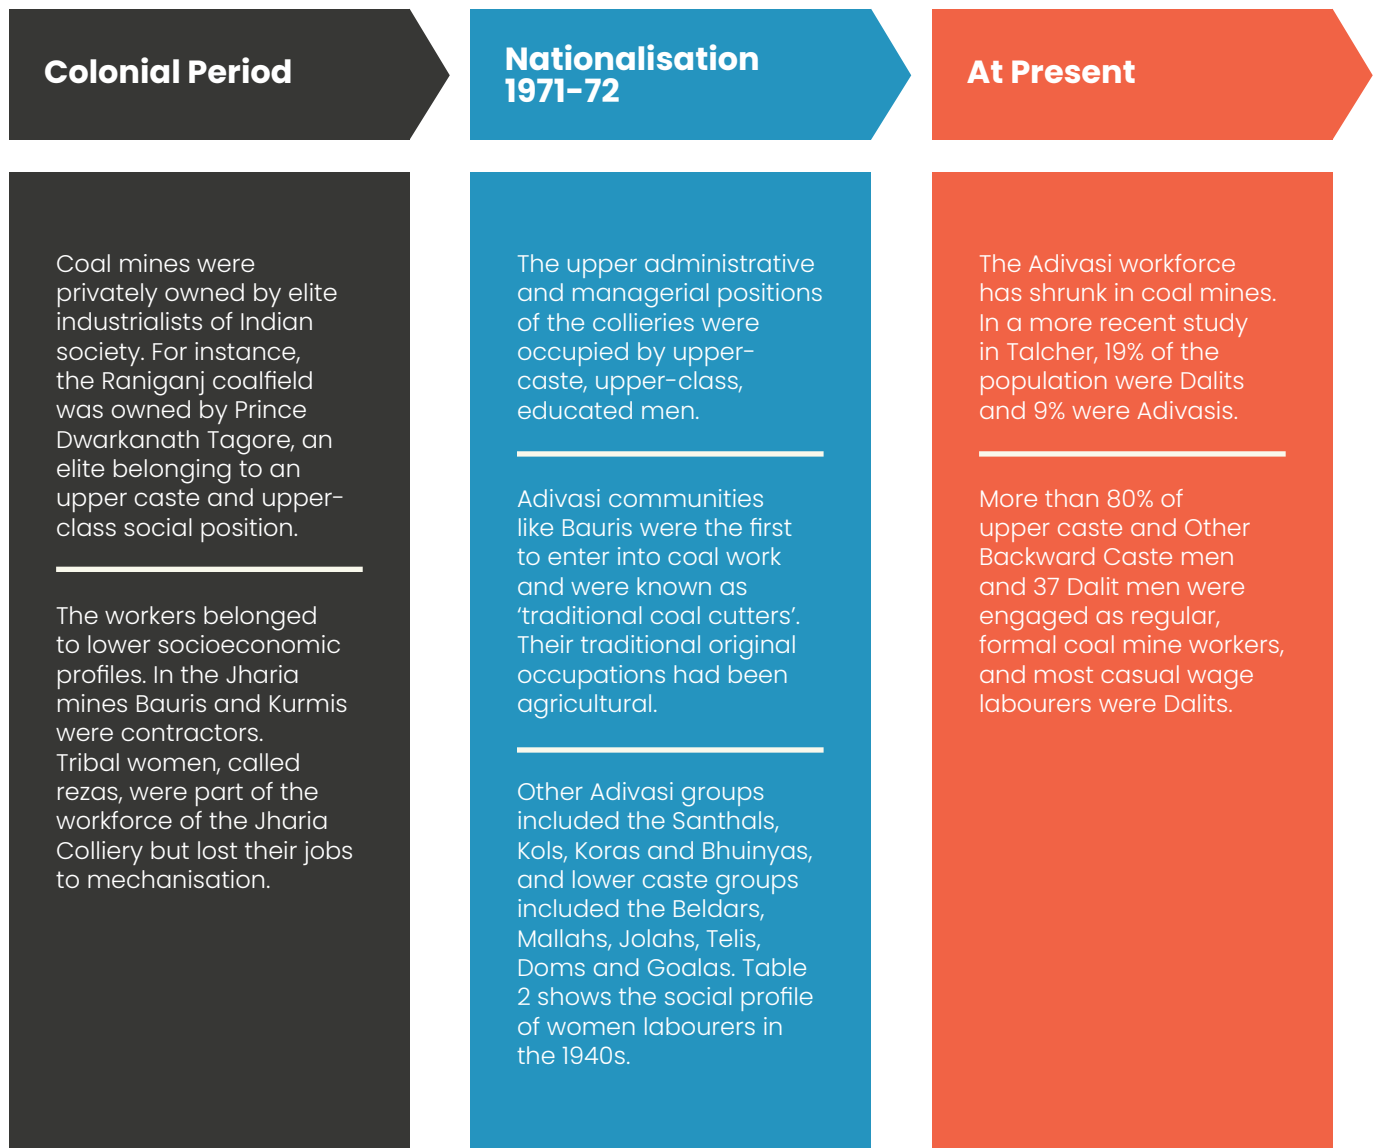 Colonial Period
Coal mines were
privately owned by elite
industrialists of Indian
society. For instance,
the Raniganj coalfield
was owned by Prince
Dwarkanath Tagore, an
elite belonging to an
upper caste and upper-
class social position.
The workers belonged
to lower socioeconomic
profiles. In the Jharia
mines Bauris and Kurmis
were contractors.
Tribal women, called
rezas, were part of the
workforce of the Jharia
Colliery but lost their jobs
to mechanisation.
Nationalisation
1971-72
The upper administrative
and managerial positions
of the collieries were
occupied by upper-
caste, upper-class,
educated men.
Adivasi communities
like Bauris were the first
to enter into coal work
and were known as
‘traditional coal cutters’.
Their traditional original
occupations had been
agricultural.
Other Adivasi groups
included the Santhals,
Kols, Koras and Bhuinyas,
and lower caste groups
included the Beldars,
Mallahs, Jolahs, Telis,
Doms and Goalas. Table
2 shows the social profile
of women labourers in
the 1940s.
At Present
The Adivasi workforce
has shrunk in coal mines.
In a more recent study
in Talcher, 19% of the
population were Dalits
and 9% were Adivasis.
More than 80% of
upper caste and Other
Backward Caste men
and 37 Dalit men were
engaged as regular,
formal coal mine workers,
and most casual wage
labourers were Dalits.